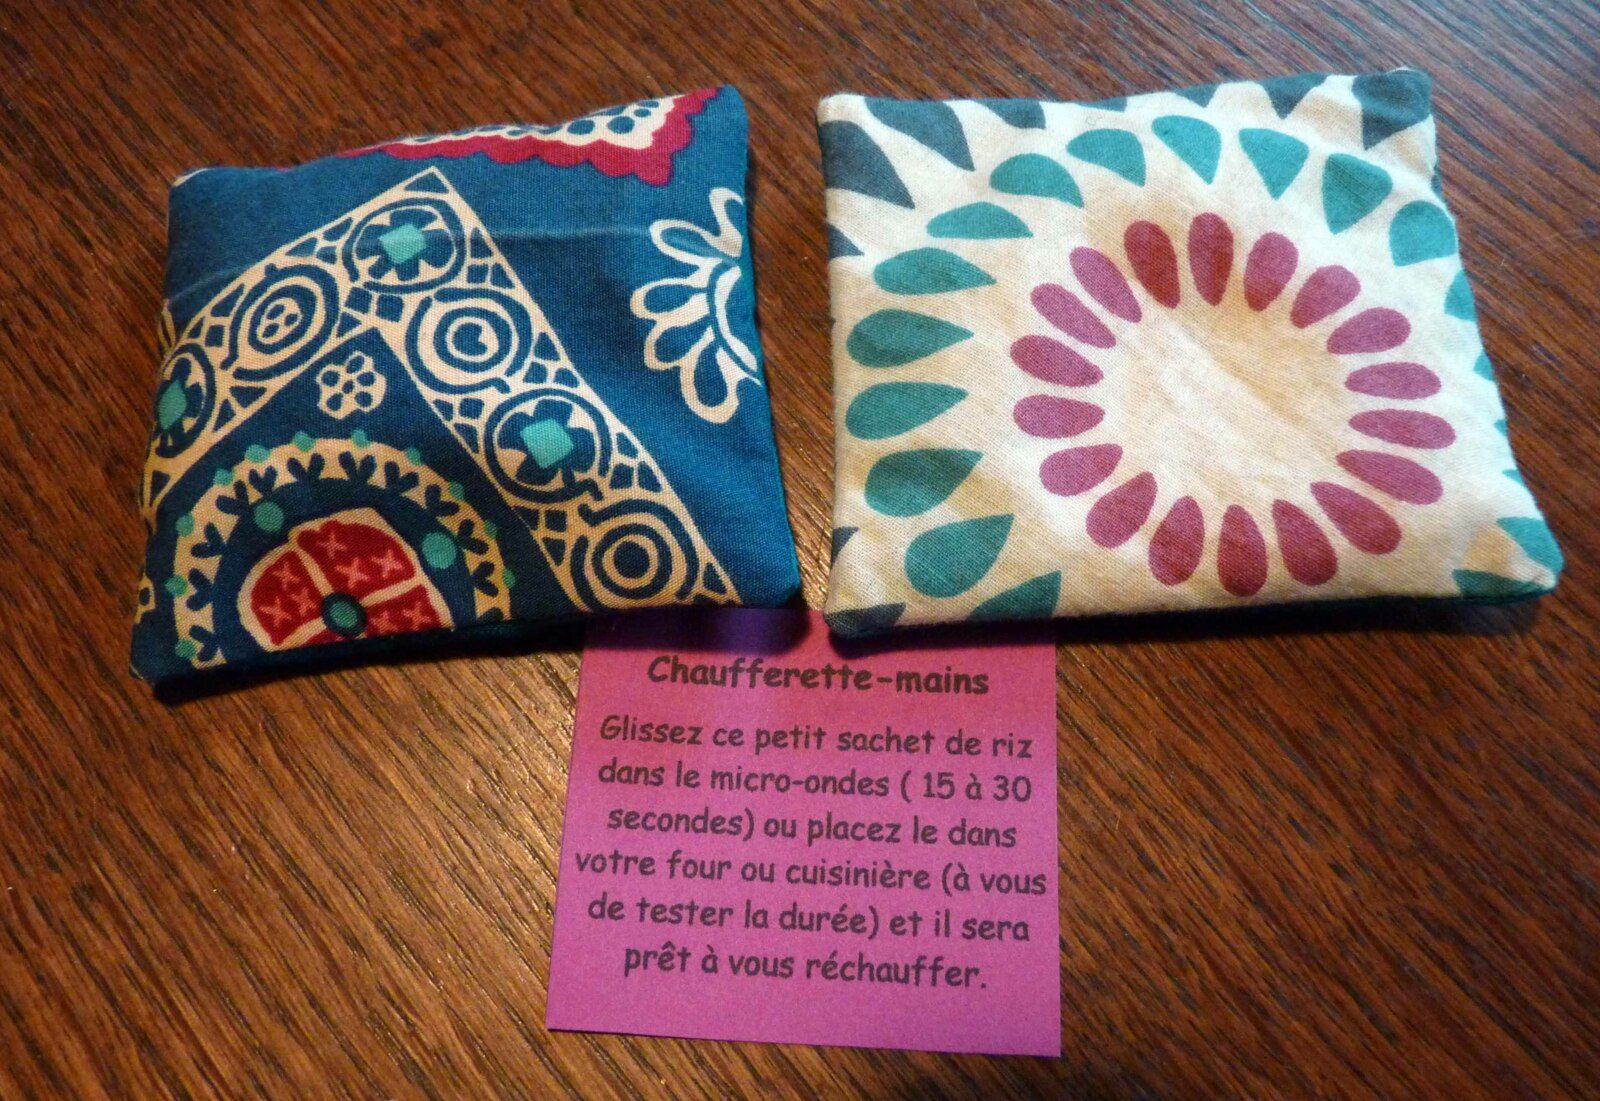 Chaufferette-mains
Glissez ce petit sachet de riz
dans le micro-ondes ( 15 à 30
secondes) ou placez le dans
votre four ou cuisinière (à vous
de tester la durée) et il sera
prêt à vous réchauffer.